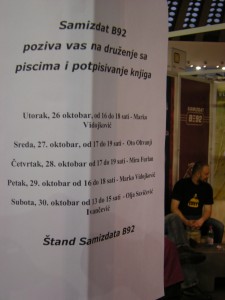 Samizdat B92
poziva vas na druženje sa
piscima i potpisivanje knjiga
Utorak, 26 oktobar, od 16 do 18 sati - Marko
Vidojković
Sreda, 27. oktobar, od 17 do 19 sati - Oto Oltvanji
Četvrtak, 28. oktobar od 17 do 19 sati - Mira Furlan
Petak, 29. oktobar od 16 do 18 sati - Marko Vidojković
Subota, 30. oktobar od 13 do 15 sati - Olja Savičević
Ivančević
Štand Samizdata B92
SAMIZDAT